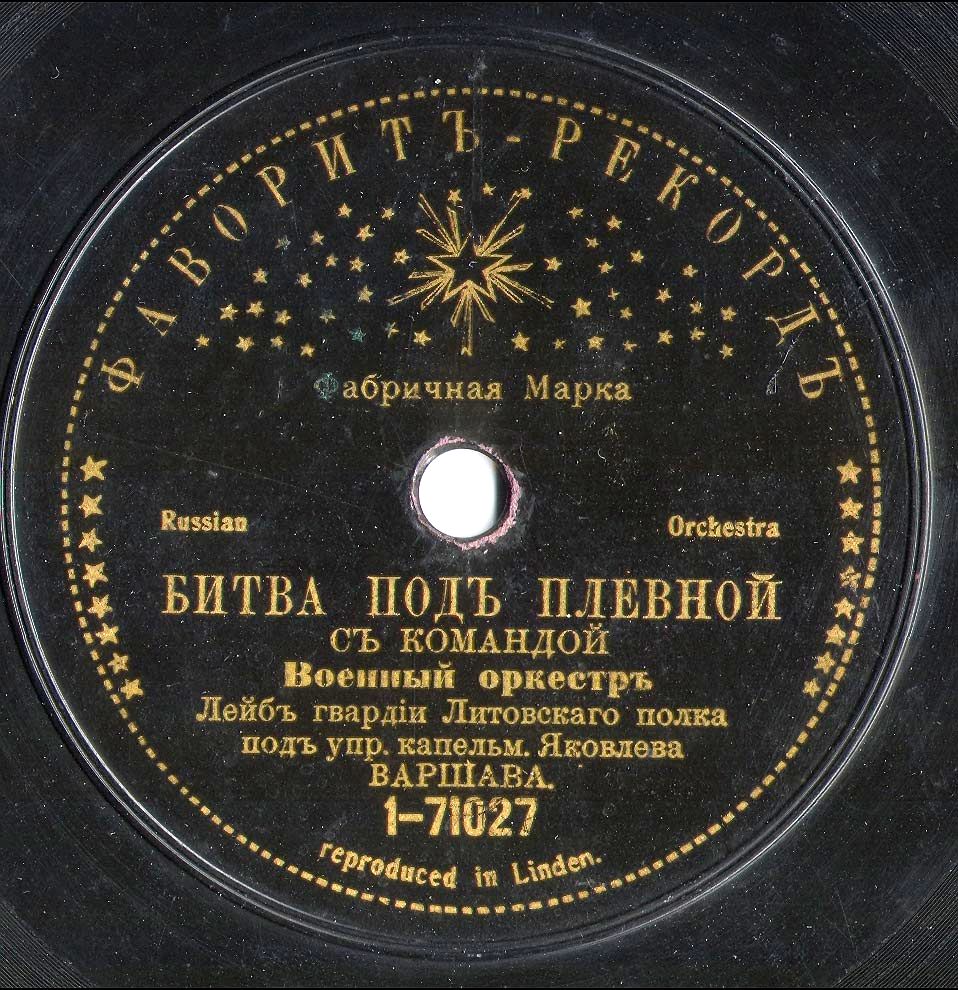 ФАВОРИТЪ-РЕКОРДЪ
Фабричная Марка
Russian Orchestra
БИТВА ПОДЪ ПЛЕВНОЙ
СЪ КОМАНДОЙ
Военный оркестръ
Лейбъ гвардіи Литовскаго полка
подъ упр. капельм. Яковлева
ВАРШАВА.
1-71027
reproduced in Linden.